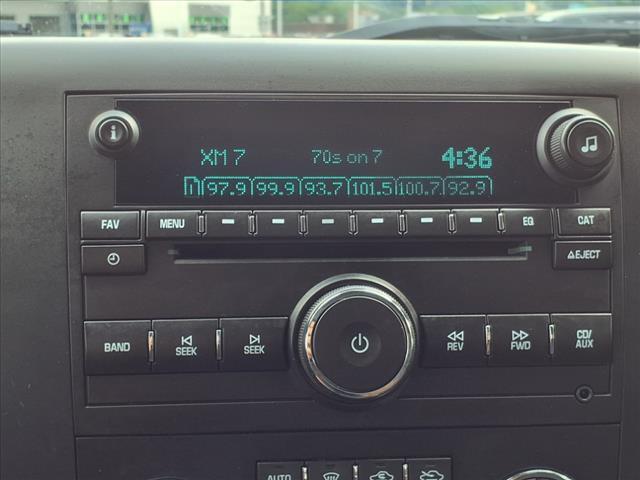 XM 7 70s on 7 4:36
1 97.9 99.9 93.7 101.5 100.7 92.9
FAV MENU EQ CAT
EJECT
BAND SEEK SEEK REV FWD CD/AUX
AUTO